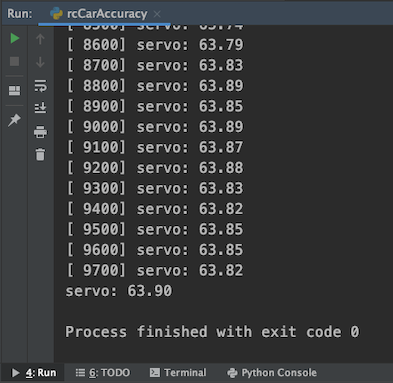 Run: rcCarAccuracy
[ 8500] servo: 63.74
[ 8600] servo: 63.79
[ 8700] servo: 63.83
[ 8800] servo: 63.89
[ 8900] servo: 63.85
[ 9000] servo: 63.89
[ 9100] servo: 63.87
[ 9200] servo: 63.88
[ 9300] servo: 63.83
[ 9400] servo: 63.82
[ 9500] servo: 63.85
[ 9600] servo: 63.85
[ 9700] servo: 63.82
servo: 63.90
Process finished with exit code 0
4: Run 6: TODO Terminal Python Console